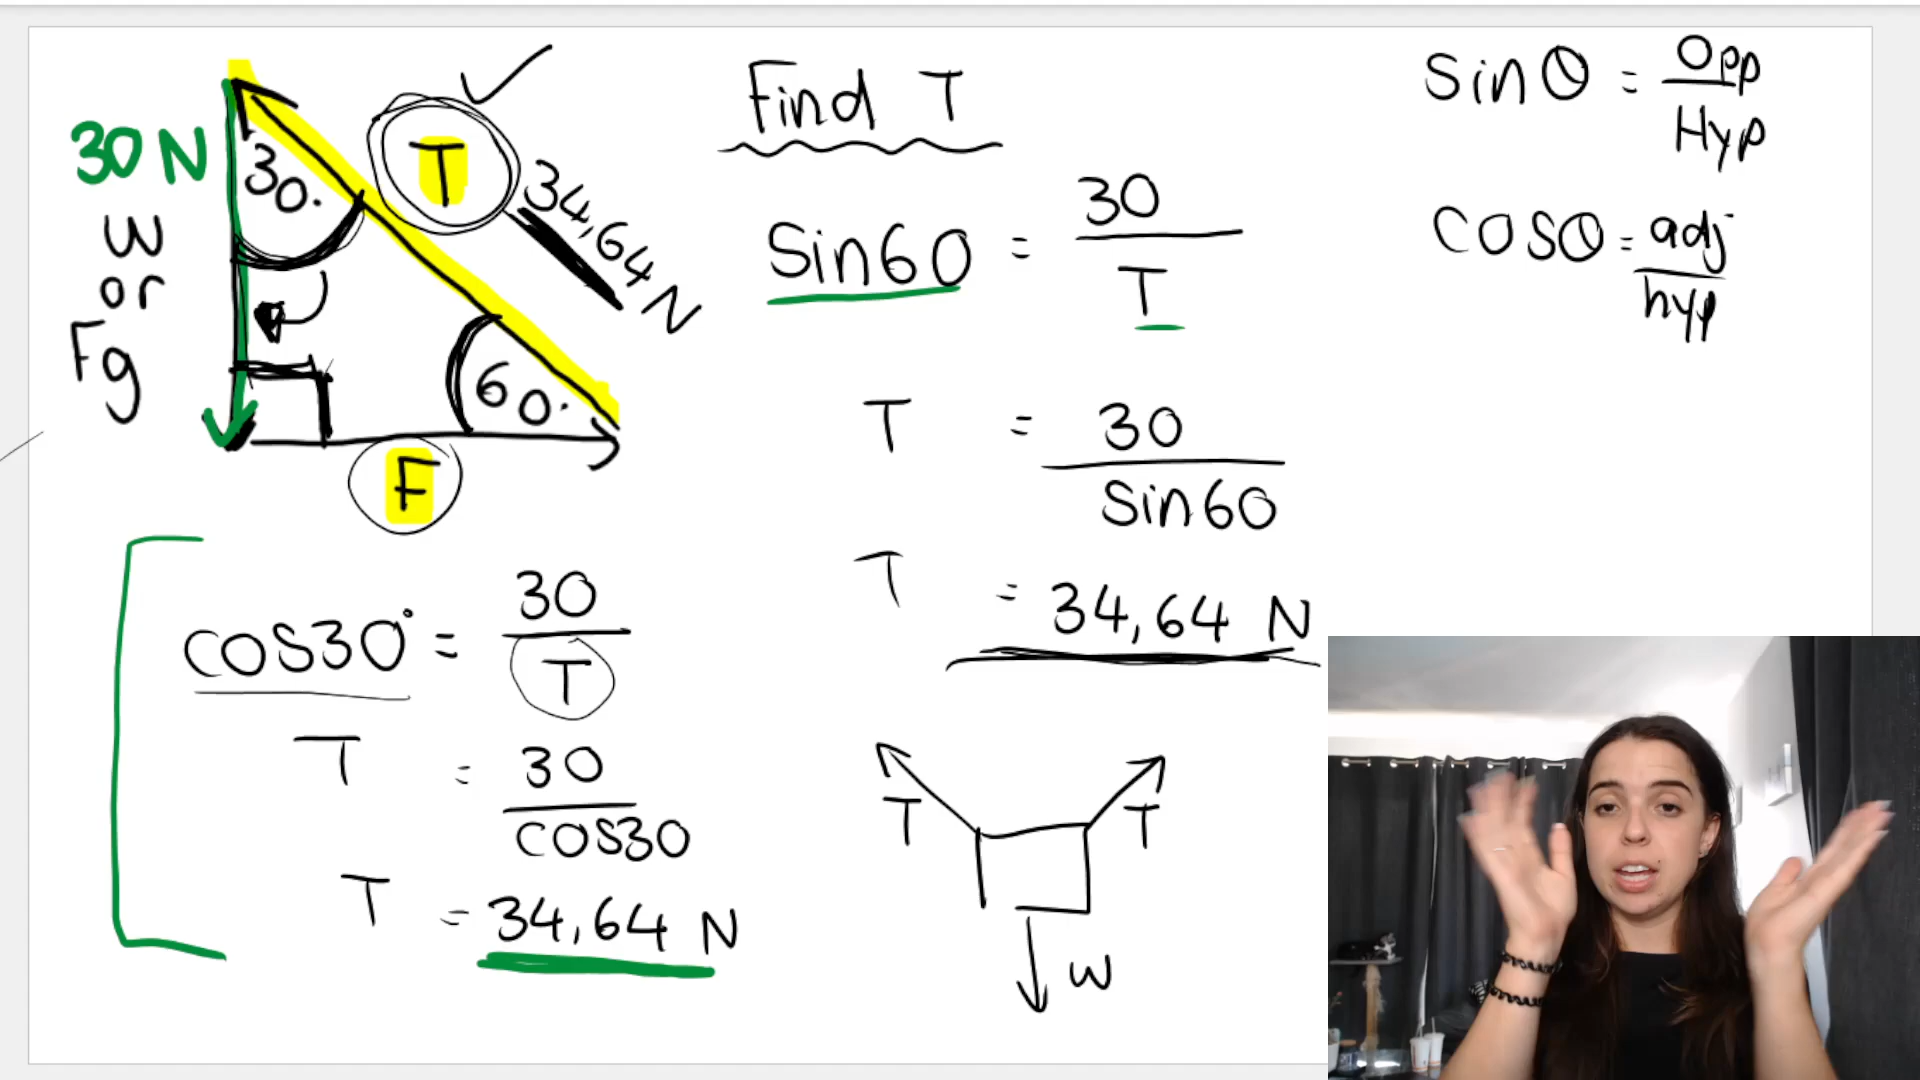 30 N
W
or
Fg
30.
T
34,64 N
60.
F
Find T
sin60 = 30
T
T = 30
sin60
T = 34,64 N
sin θ = Opp
Hyp
cosθ = adj
hyp
cos30° = 30
T
T = 30
cos30
T = 34,64 N
T
T
W